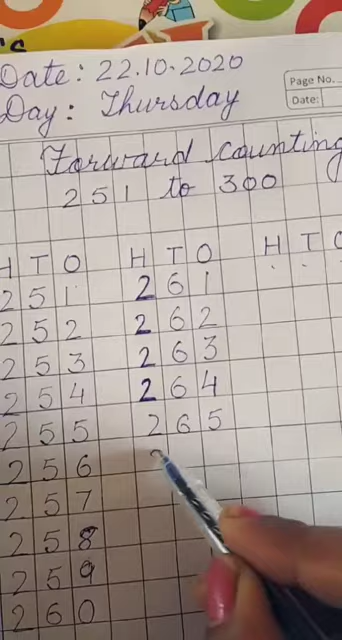 Date: 22.10.2020
Day: Thursday
Page No.
Date:
Forward counting
251 to 300
H T O H T O H T O
2 5 1 2 6 1
2 5 2 2 6 2
2 5 3 2 6 3
2 5 4 2 6 4
2 5 5 2 6 5
2 5 6 2
2 5 7
2 5 8
2 5 9
2 6 0